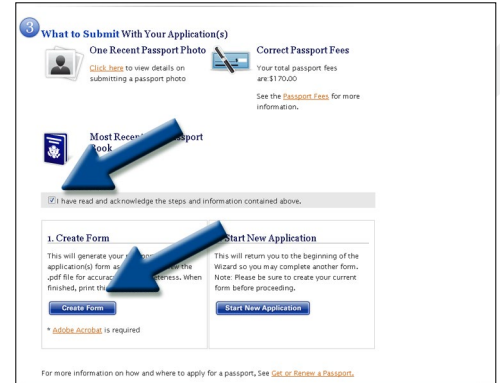 3 What to Submit With Your Application(s)
One Recent Passport Photo
Click here to view details on
submitting a passport photo
Correct Passport Fees
Your total passport fees
are:$170.00
See the Passport Fees for more
information.
Most Recent
Book
I have read and acknowledge the steps and information contained above.
1. Create Form
This will generate your
application(s) form as
.pdf file for When
finished, print
Create Form
* Adobe Acrobat is required
Start New Application
This will return you to the beginning of the
Wizard so you may complete another form.
Note: Please be sure to create your current
form before proceeding.
Start New Application
For more information on how and where to apply for a passport, See Get or Renew a Passport.